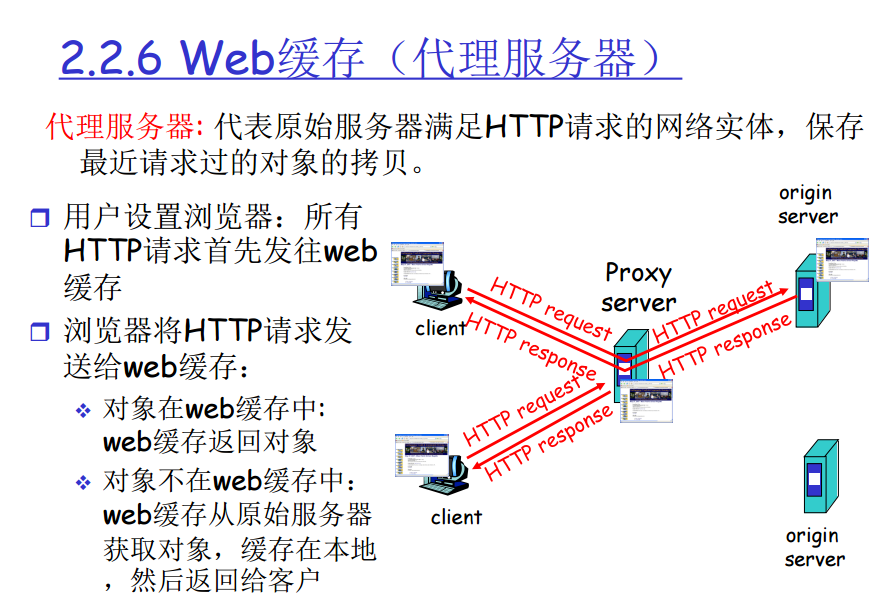 2.2.6 Web缓存（代理服务器）
代理服务器: 代表原始服务器满足HTTP请求的网络实体，保存
最近请求过的对象的拷贝。
用户设置浏览器：所有
HTTP请求首先发往web
缓存
浏览器将HTTP请求发
送给web缓存：
对象在web缓存中:
web缓存返回对象
对象不在web缓存中：
web缓存从原始服务器
获取对象，缓存在本地
，然后返回给客户
origin
server
Proxy
server
client
HTTP request
HTTP response
HTTP request
HTTP response
HTTP request
HTTP response
client
origin
server